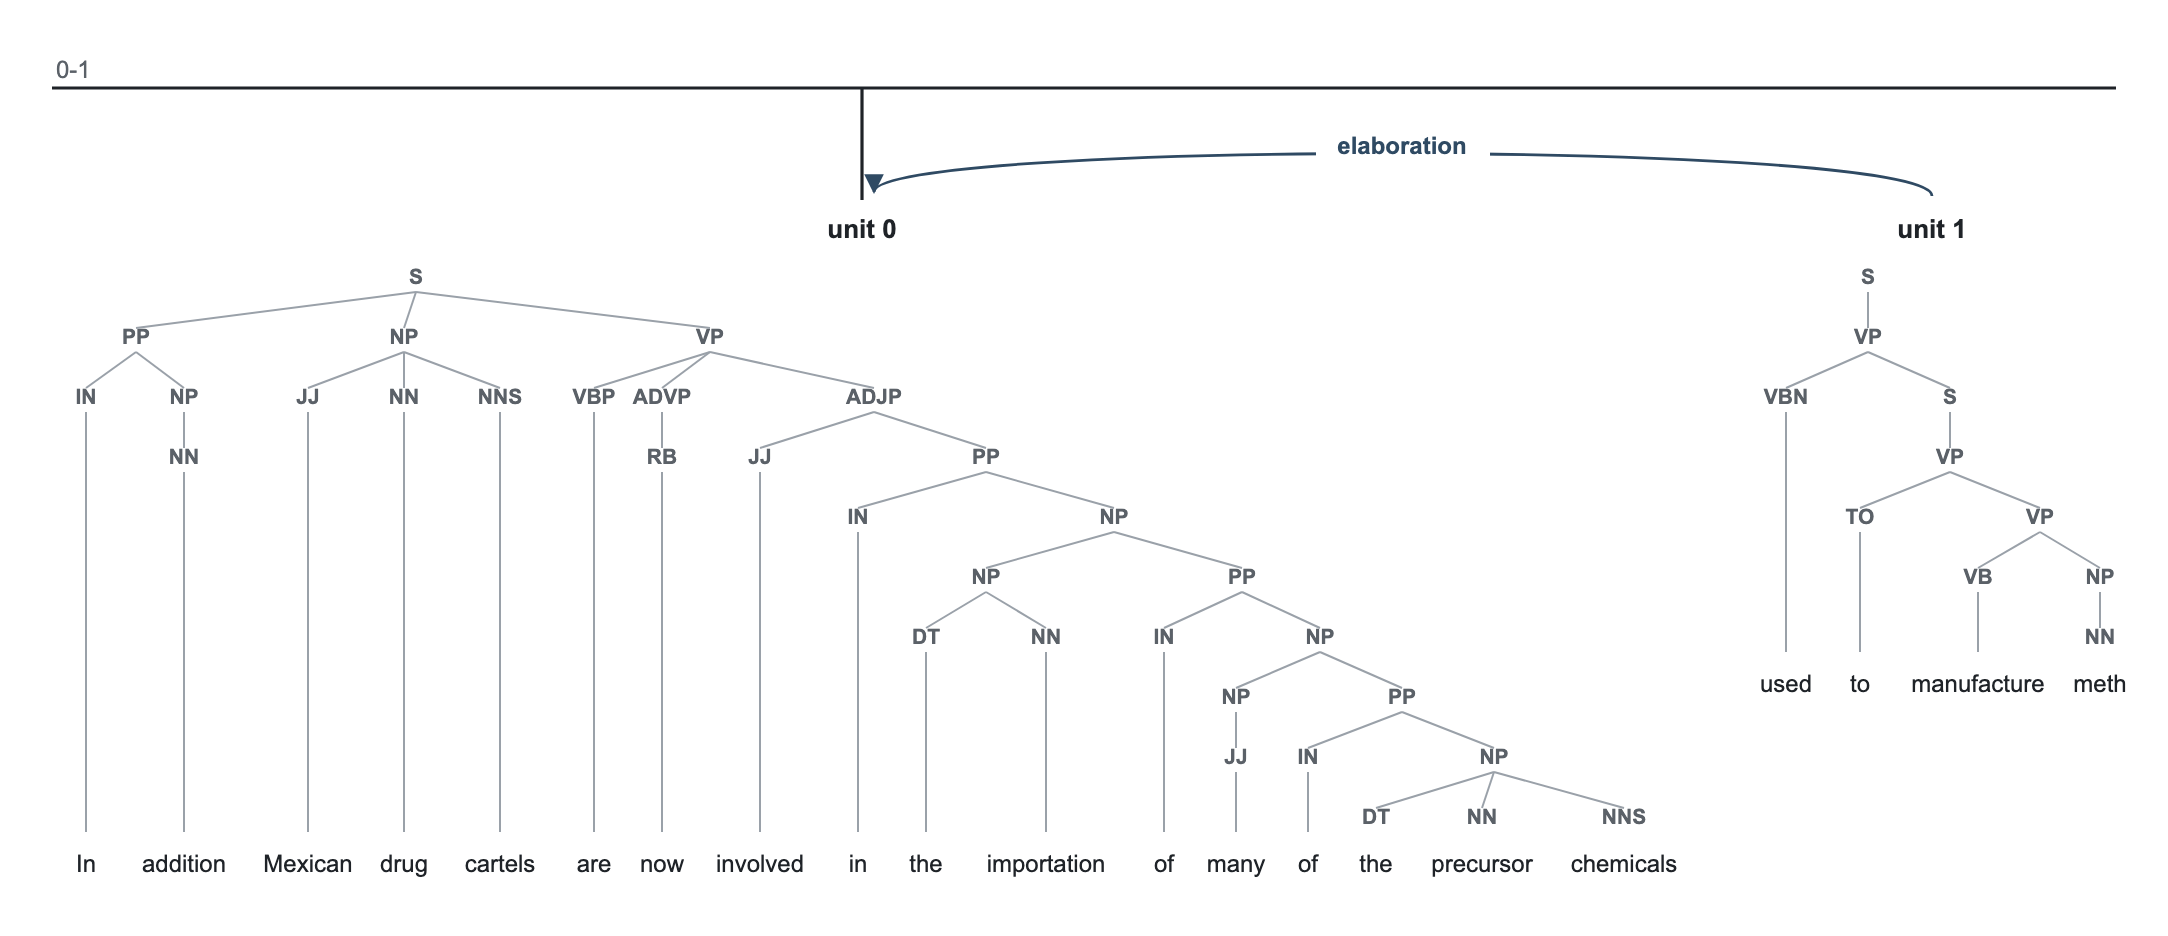 0-1
elaboration
unit 0 unit 1
S S
PP NP VP VP
IN NP JJ NN NNS VBP ADVP ADJP VBN S
NN RB JJ PP VP
IN NP TO VP
NP PP VB NP
DT NN IN NP NN
used to manufacture meth
NP PP
JJ IN NP
DT NN NNS
In addition Mexican drug cartels are now involved in the importation of many of the precursor chemicals